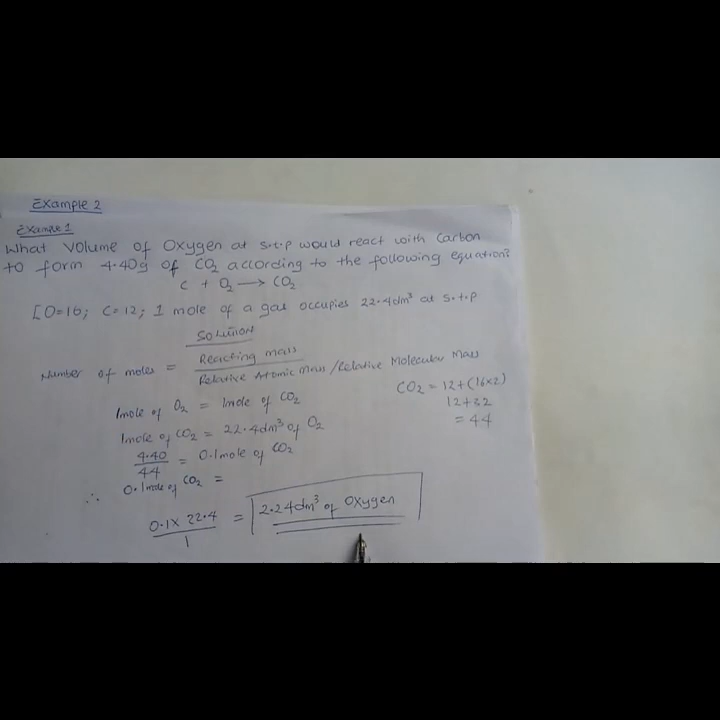 Example 2
Example 1
What Volume of Oxygen at s.t.p would react with Carbon
to form 4.40g of CO₂ according to the following equation?
C + O₂ → CO₂
[O=16; C=12; 1 mole of a gas occupies 22.4dm³ at s.t.p
SOLUTION
Number of moles = Reacting mass / Relative Atomic Mass/Relative Molecular Mass
CO₂ = 12+(16×2)
12+32
= 44
1mole of O₂ = 1mole of CO₂
1mole of CO₂ = 22.4dm³ of O₂
4.40/44 = 0.1mole of CO₂
∴ 0.1mole of CO₂ =
0.1 × 22.4/1 = 2.24dm³ of Oxygen